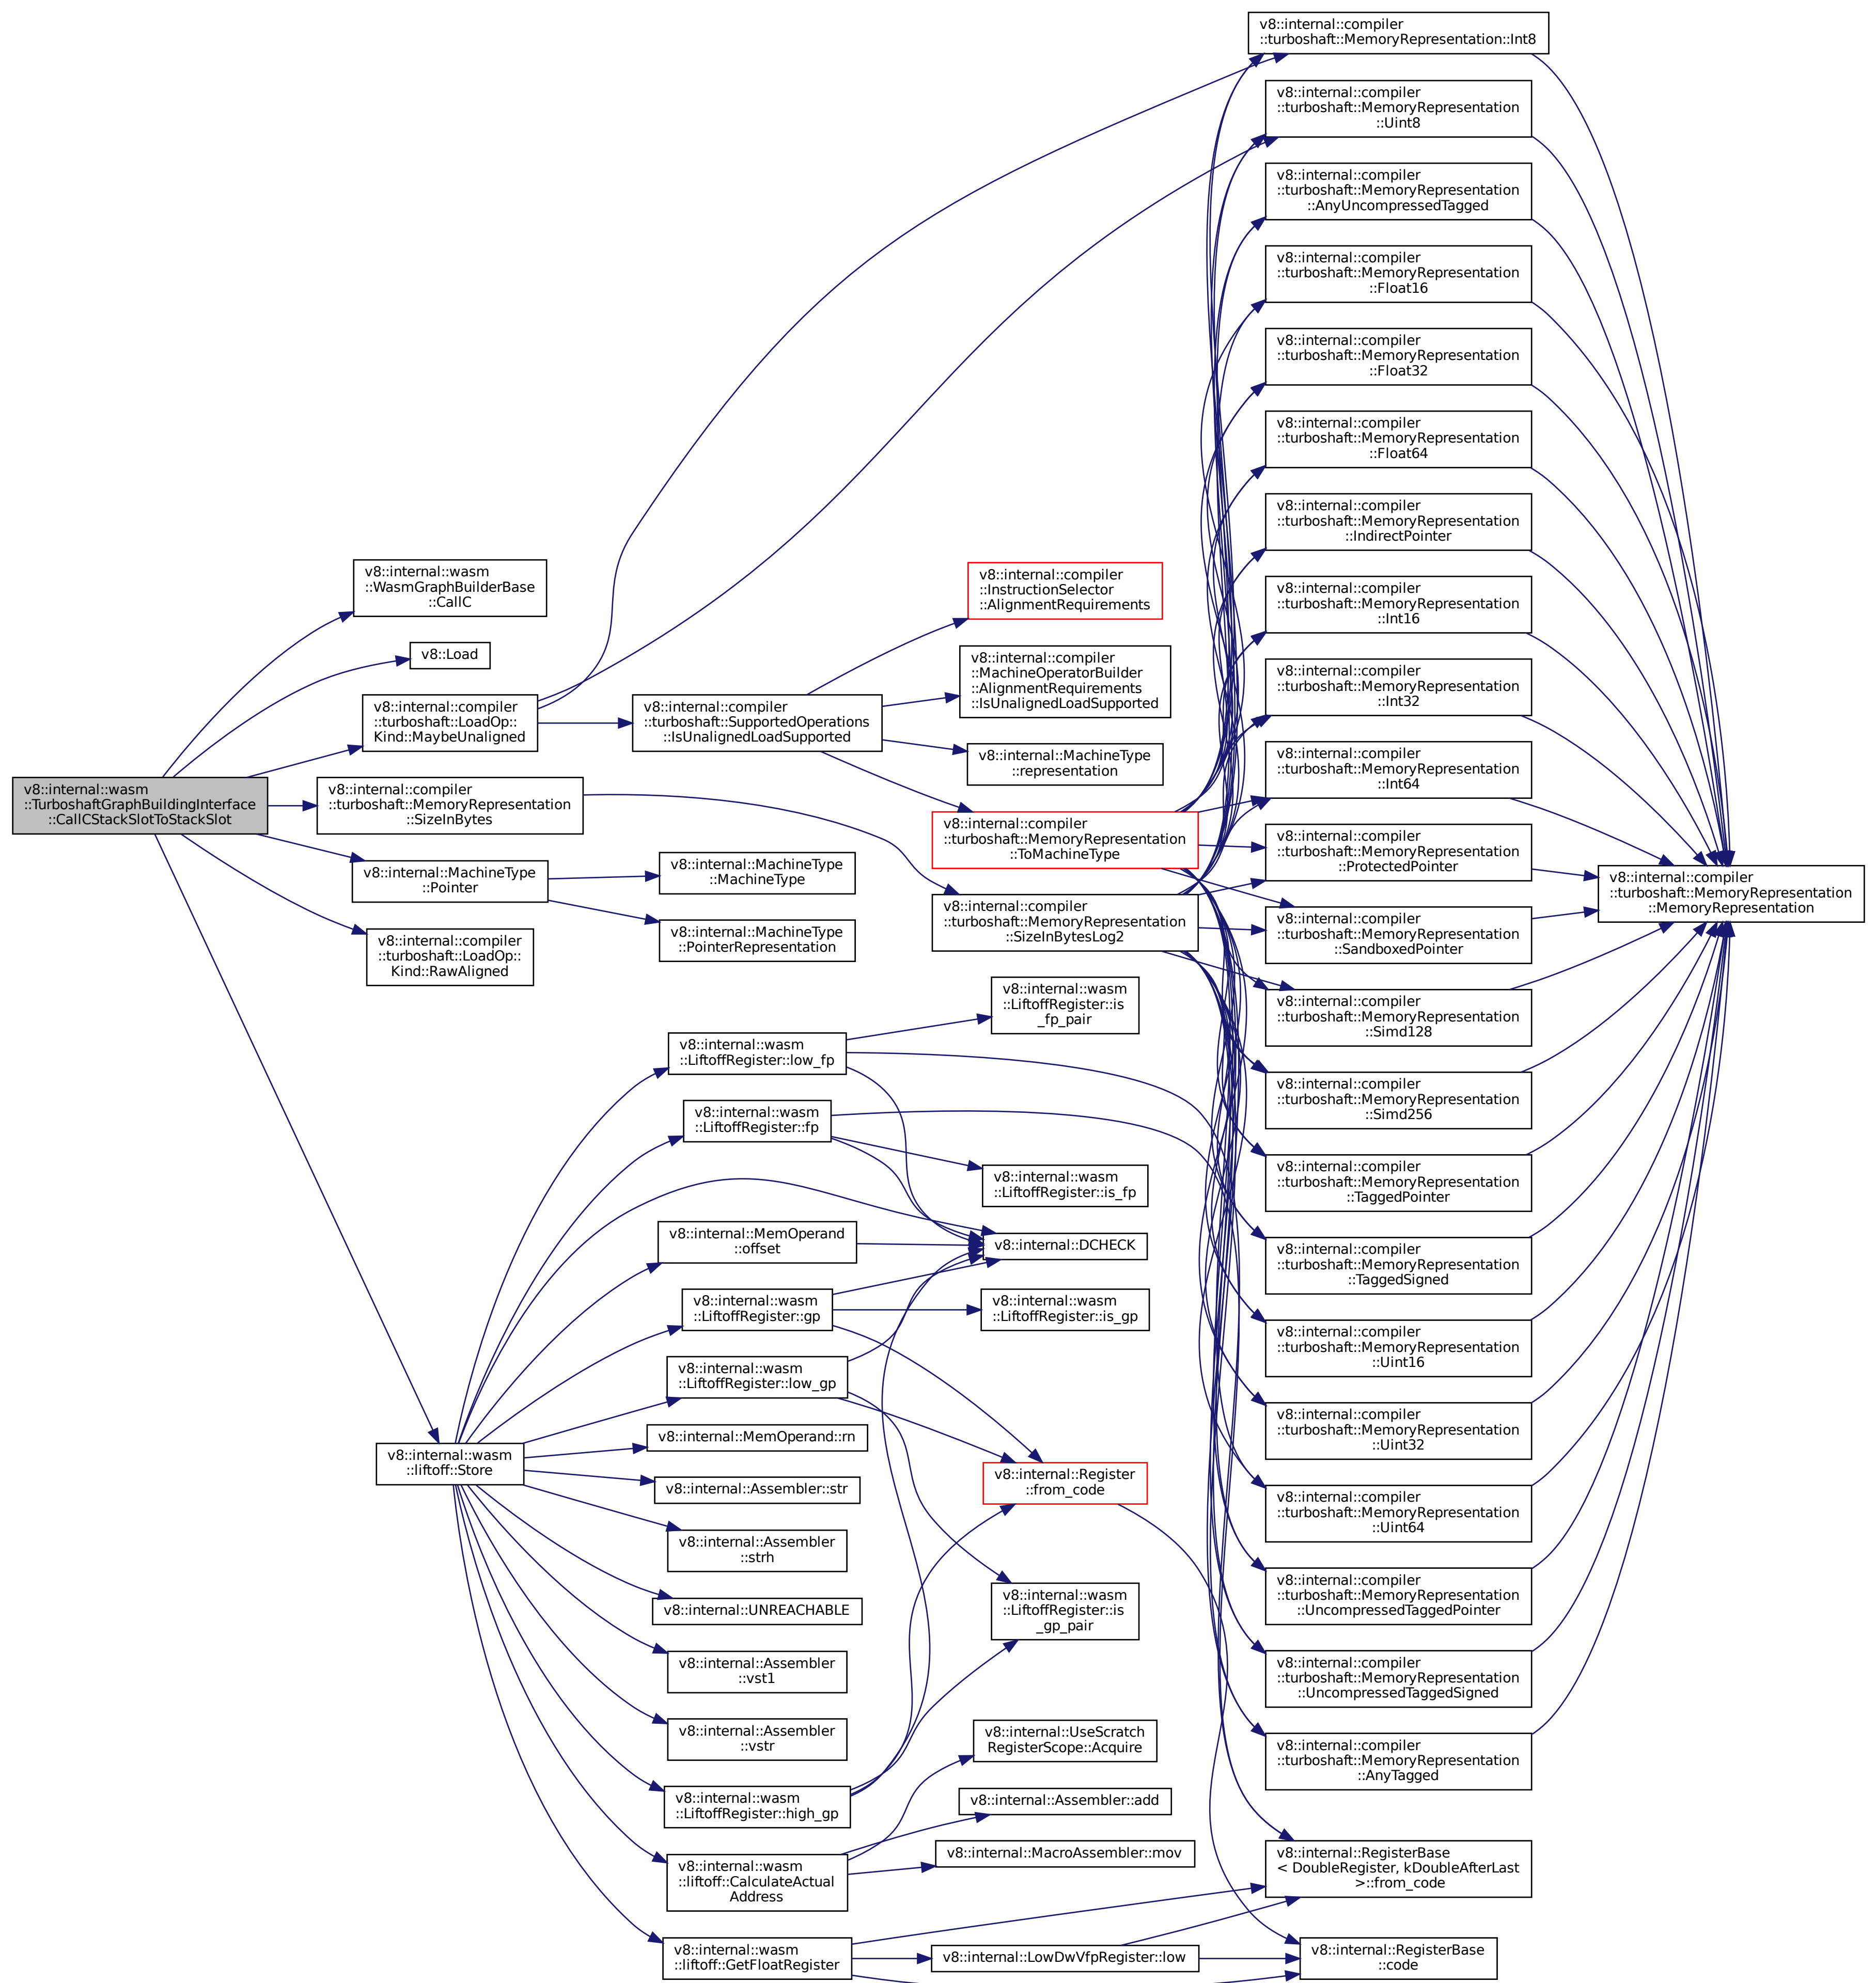 v8::internal::wasm
::TurboshaftGraphBuildingInterface
::CallCStackSlotToStackSlot
v8::internal::wasm
::WasmGraphBuilderBase
::CallC
v8::Load
v8::internal::compiler
::turboshaft::LoadOp::
Kind::MaybeUnaligned
v8::internal::compiler
::turboshaft::MemoryRepresentation
::SizeInBytes
v8::internal::MachineType
::Pointer
v8::internal::compiler
::turboshaft::LoadOp::
Kind::RawAligned
v8::internal::wasm
::liftoff::Store
v8::internal::compiler
::turboshaft::SupportedOperations
::IsUnalignedLoadSupported
v8::internal::MachineType
::MachineType
v8::internal::MachineType
::PointerRepresentation
v8::internal::wasm
::LiftoffRegister::low_fp
v8::internal::wasm
::LiftoffRegister::fp
v8::internal::MemOperand
::offset
v8::internal::wasm
::LiftoffRegister::gp
v8::internal::wasm
::LiftoffRegister::low_gp
v8::internal::MemOperand::rn
v8::internal::Assembler::str
v8::internal::Assembler
::strh
v8::internal::UNREACHABLE
v8::internal::Assembler
::vst1
v8::internal::Assembler
::vstr
v8::internal::wasm
::LiftoffRegister::high_gp
v8::internal::wasm
::liftoff::CalculateActual
Address
v8::internal::wasm
::liftoff::GetFloatRegister
v8::internal::compiler
::InstructionSelector
::AlignmentRequirements
v8::internal::compiler
::MachineOperatorBuilder
::AlignmentRequirements
::IsUnalignedLoadSupported
v8::internal::MachineType
::representation
v8::internal::compiler
::turboshaft::MemoryRepresentation
::ToMachineType
v8::internal::compiler
::turboshaft::MemoryRepresentation
::SizeInBytesLog2
v8::internal::wasm
::LiftoffRegister::is
_fp_pair
v8::internal::wasm
::LiftoffRegister::is_fp
v8::internal::DCHECK
v8::internal::wasm
::LiftoffRegister::is_gp
v8::internal::Register
::from_code
v8::internal::wasm
::LiftoffRegister::is
_gp_pair
v8::internal::UseScratch
RegisterScope::Acquire
v8::internal::Assembler::add
v8::internal::MacroAssembler::mov
v8::internal::LowDwVfpRegister::low
v8::internal::compiler
::turboshaft::MemoryRepresentation::Int8
v8::internal::compiler
::turboshaft::MemoryRepresentation
::Uint8
v8::internal::compiler
::turboshaft::MemoryRepresentation
::AnyUncompressedTagged
v8::internal::compiler
::turboshaft::MemoryRepresentation
::Float16
v8::internal::compiler
::turboshaft::MemoryRepresentation
::Float32
v8::internal::compiler
::turboshaft::MemoryRepresentation
::Float64
v8::internal::compiler
::turboshaft::MemoryRepresentation
::IndirectPointer
v8::internal::compiler
::turboshaft::MemoryRepresentation
::Int16
v8::internal::compiler
::turboshaft::MemoryRepresentation
::Int32
v8::internal::compiler
::turboshaft::MemoryRepresentation
::Int64
v8::internal::compiler
::turboshaft::MemoryRepresentation
::ProtectedPointer
v8::internal::compiler
::turboshaft::MemoryRepresentation
::SandboxedPointer
v8::internal::compiler
::turboshaft::MemoryRepresentation
::Simd128
v8::internal::compiler
::turboshaft::MemoryRepresentation
::Simd256
v8::internal::compiler
::turboshaft::MemoryRepresentation
::TaggedPointer
v8::internal::compiler
::turboshaft::MemoryRepresentation
::TaggedSigned
v8::internal::compiler
::turboshaft::MemoryRepresentation
::Uint16
v8::internal::compiler
::turboshaft::MemoryRepresentation
::Uint32
v8::internal::compiler
::turboshaft::MemoryRepresentation
::Uint64
v8::internal::compiler
::turboshaft::MemoryRepresentation
::UncompressedTaggedPointer
v8::internal::compiler
::turboshaft::MemoryRepresentation
::UncompressedTaggedSigned
v8::internal::compiler
::turboshaft::MemoryRepresentation
::AnyTagged
v8::internal::RegisterBase
< DoubleRegister, kDoubleAfterLast
>::from_code
v8::internal::RegisterBase
::code
v8::internal::compiler
::turboshaft::MemoryRepresentation
::MemoryRepresentation